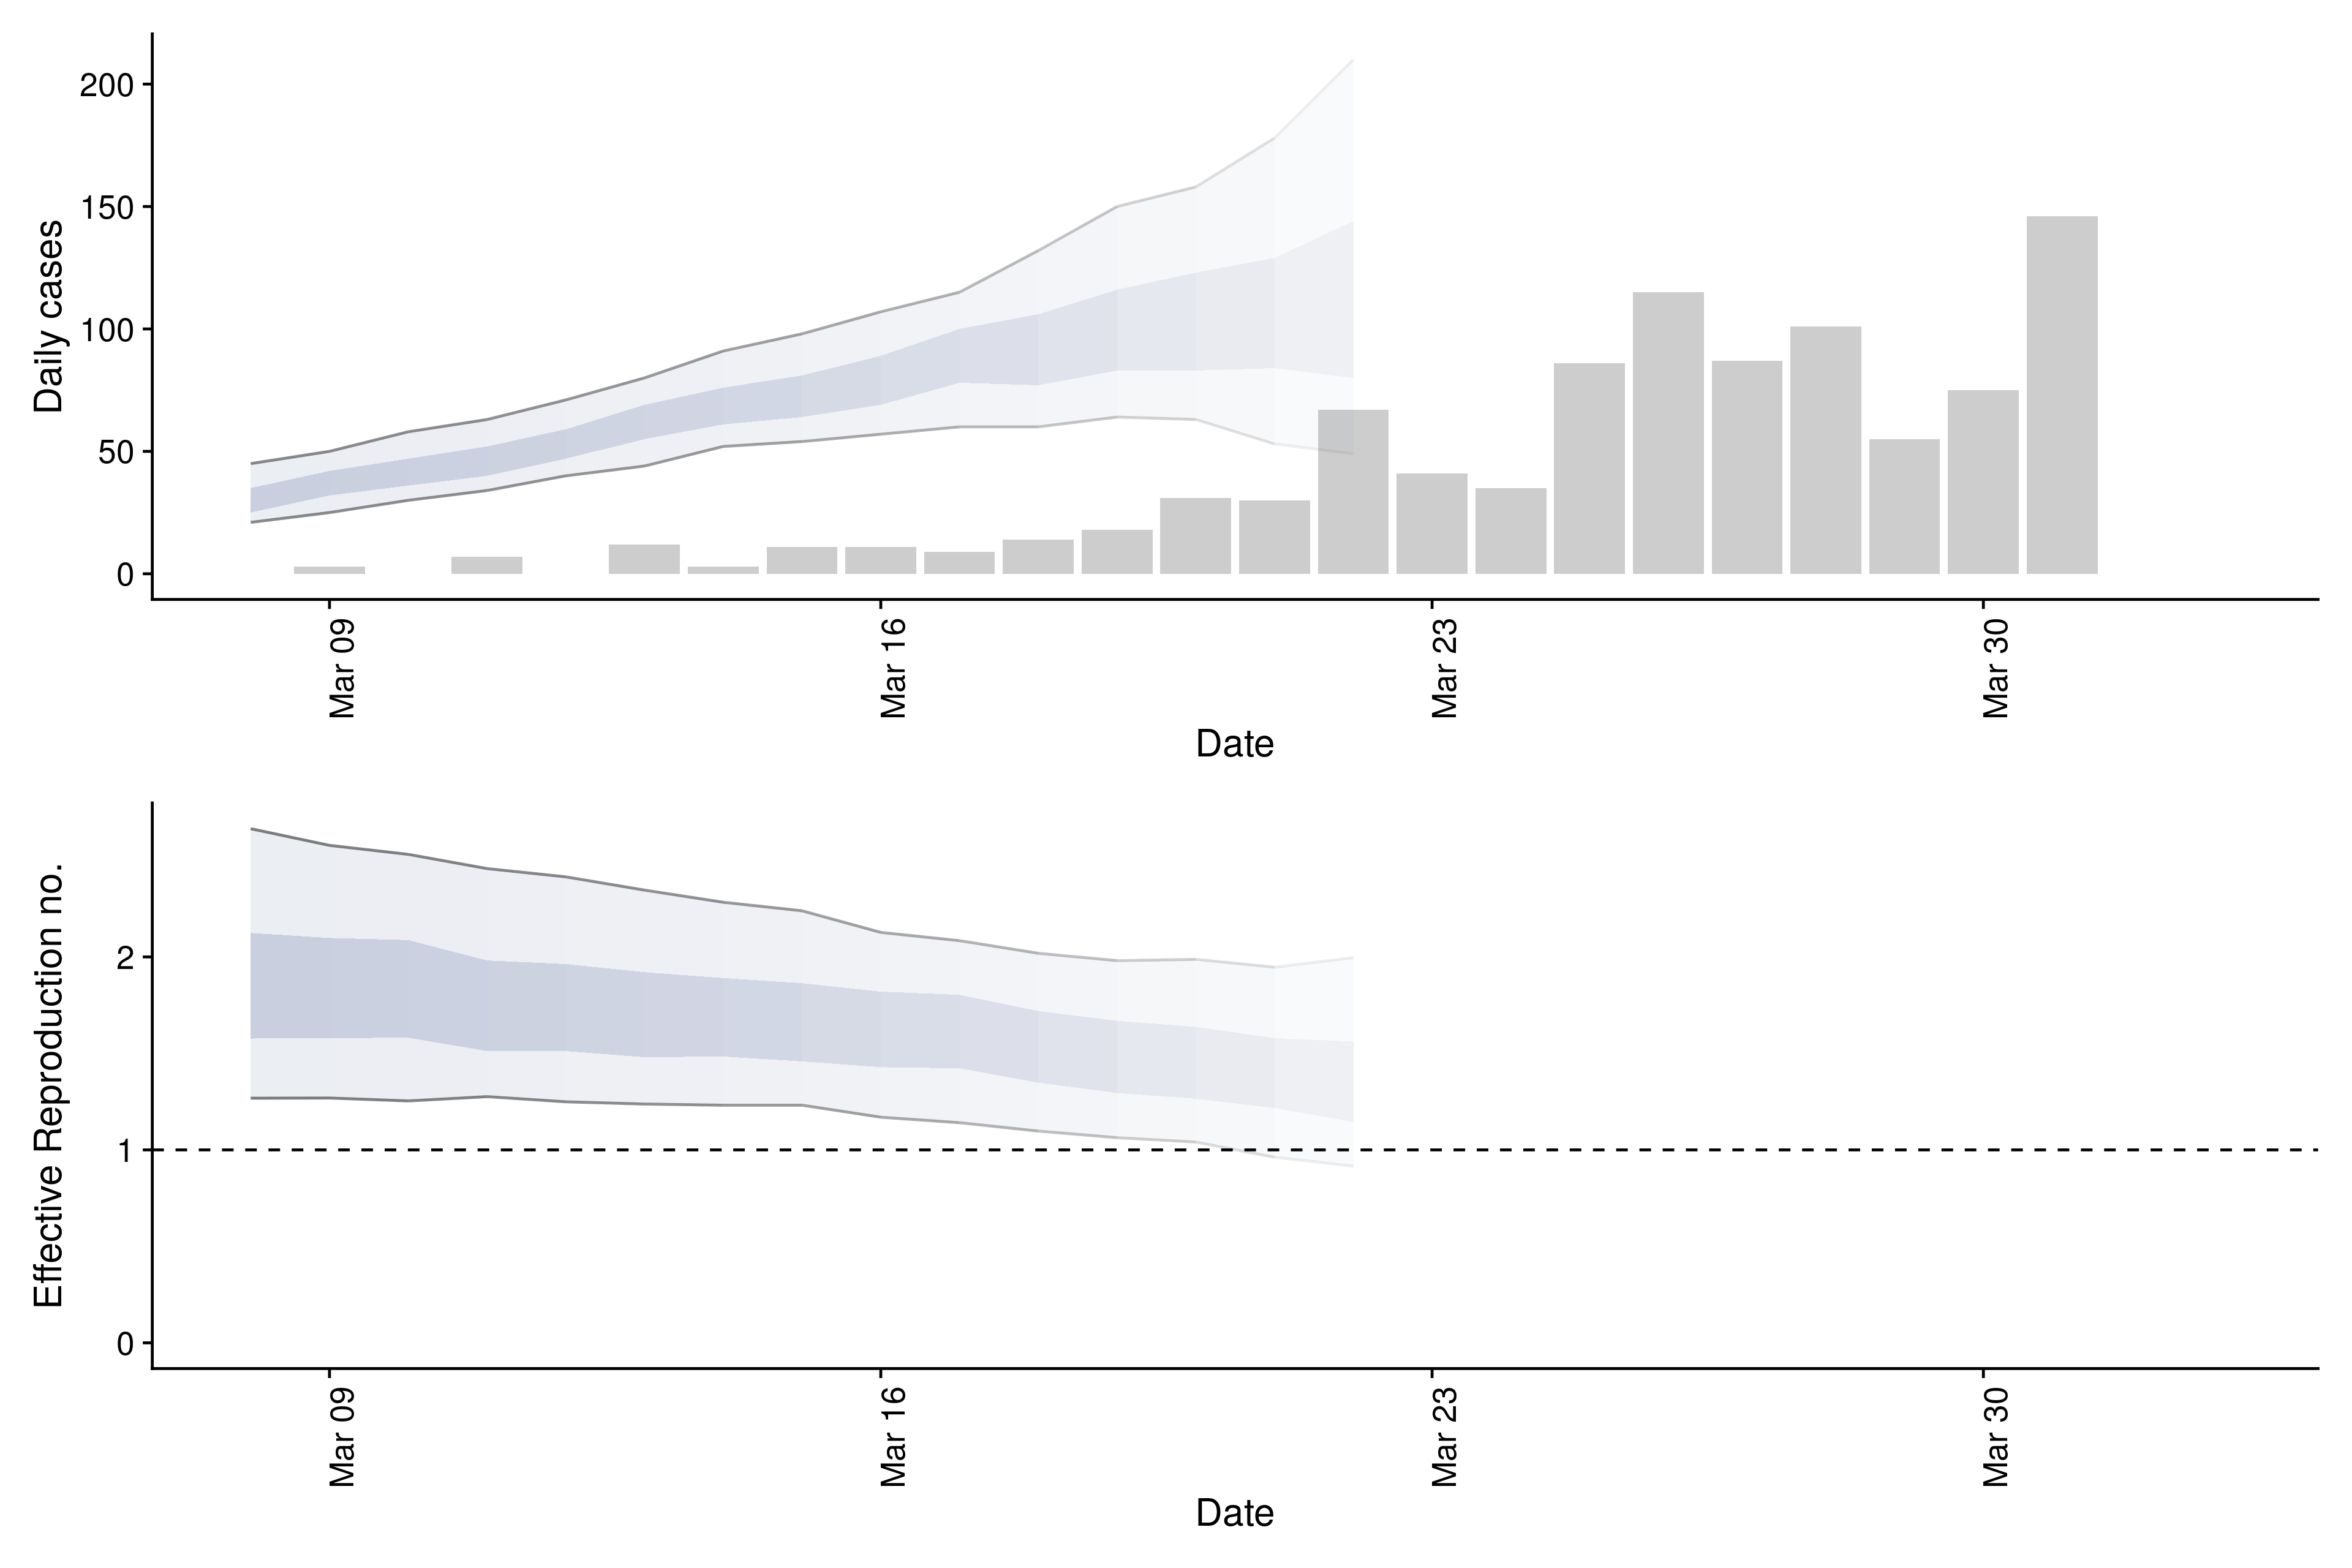 Daily cases
200
150
100
50
0
Mar 09
Mar 16
Mar 23
Mar 30
Date
Effective Reproduction no.
2
1
0
Mar 09
Mar 16
Mar 23
Mar 30
Date